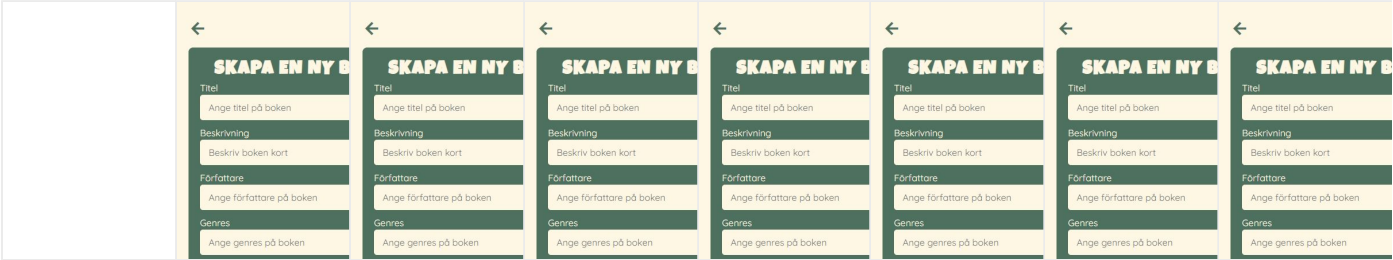 SKAPA EN NY B
Titel
Ange titel på boken
Beskrivning
Beskriv boken kort
Författare
Ange författare på boken
Genres
Ange genres på boken
SKAPA EN NY B
Titel
Ange titel på boken
Beskrivning
Beskriv boken kort
Författare
Ange författare på boken
Genres
Ange genres på boken
SKAPA EN NY B
Titel
Ange titel på boken
Beskrivning
Beskriv boken kort
Författare
Ange författare på boken
Genres
Ange genres på boken
SKAPA EN NY B
Titel
Ange titel på boken
Beskrivning
Beskriv boken kort
Författare
Ange författare på boken
Genres
Ange genres på boken
SKAPA EN NY B
Titel
Ange titel på boken
Beskrivning
Beskriv boken kort
Författare
Ange författare på boken
Genres
Ange genres på boken
SKAPA EN NY B
Titel
Ange titel på boken
Beskrivning
Beskriv boken kort
Författare
Ange författare på boken
Genres
Ange genres på boken
SKAPA EN NY B
Titel
Ange titel på boken
Beskrivning
Beskriv boken kort
Författare
Ange författare på boken
Genres
Ange genres på boken